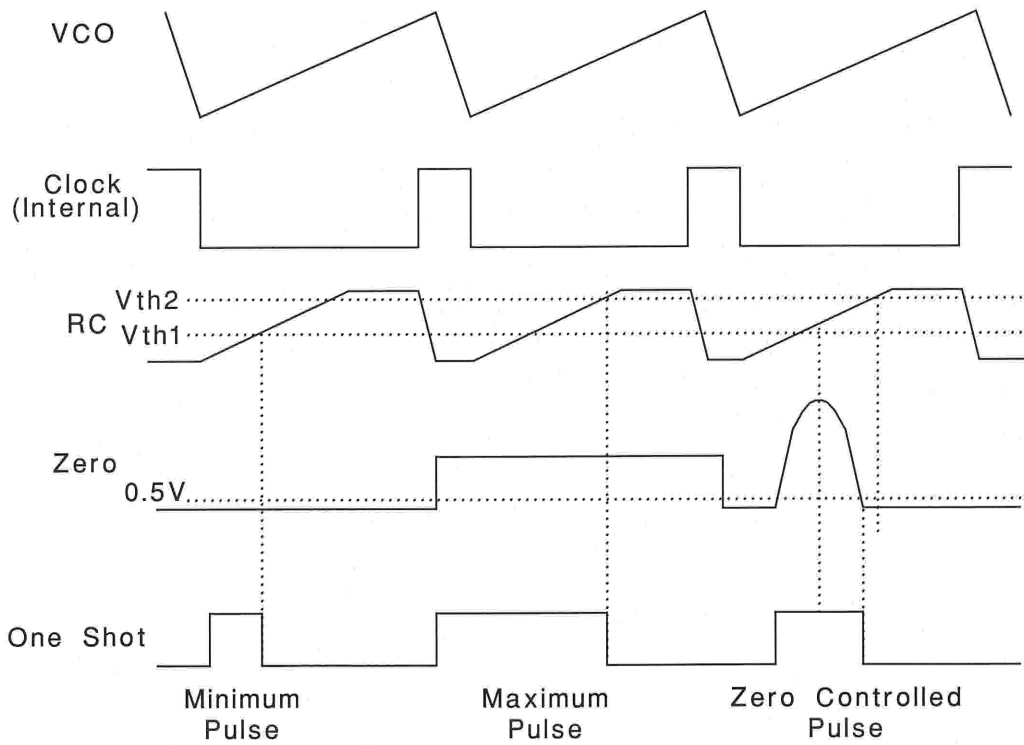 VCO
Clock
(Internal)
Vth2
RC
Vth1
Zero
0.5V
One Shot
Minimum
Pulse
Maximum
Pulse
Zero Controlled
Pulse